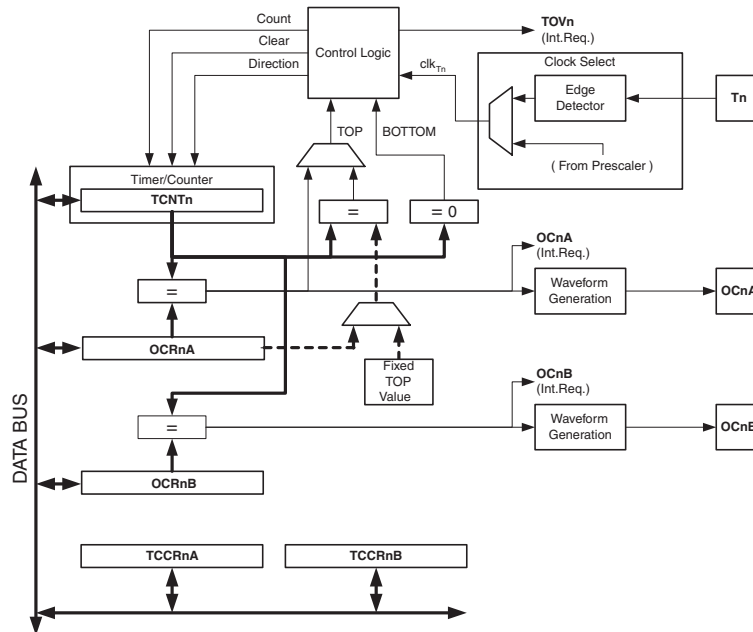 Count
Clear
Direction
Control Logic
TOVn
(Int.Req.)
clkTn
Clock Select
Edge
Detector
Tn
( From Prescaler )
TOP
BOTTOM
Timer/Counter
TCNTn
=
= 0
OCnA
(Int.Req.)
=
Waveform
Generation
OCnA
OCRnA
Fixed
TOP
Value
OCnB
(Int.Req.)
=
Waveform
Generation
OCnB
OCRnB
DATA BUS
TCCRnA
TCCRnB